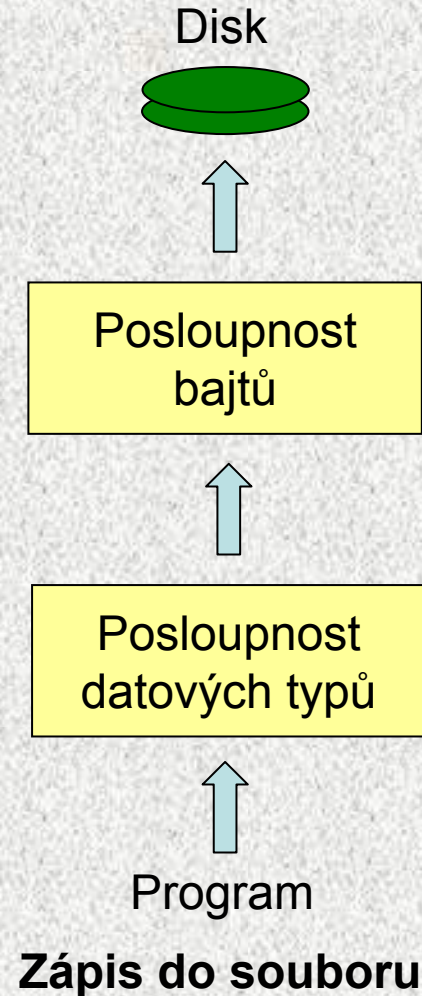 Disk
Posloupnost
bajtů
Posloupnost
datových typů
Program
Zápis do souboru